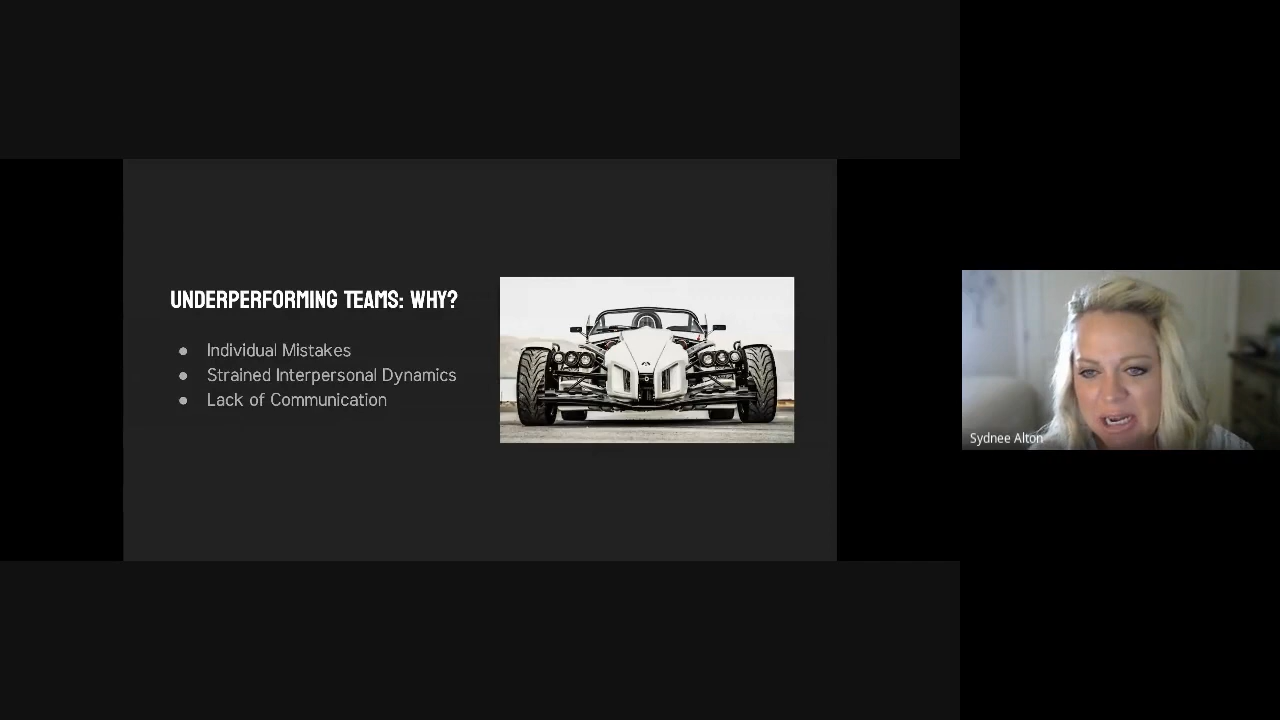 UNDERPERFORMING TEAMS: WHY?
● Individual Mistakes
● Strained Interpersonal Dynamics
● Lack of Communication
Sydnee Alton